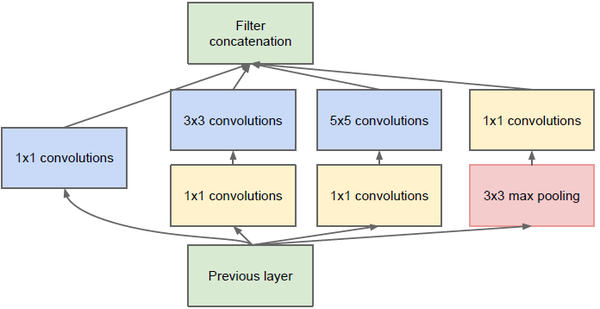 Filter
concatenation
3x3 convolutions
5x5 convolutions
1x1 convolutions
1x1 convolutions
1x1 convolutions
1x1 convolutions
3x3 max pooling
Previous layer